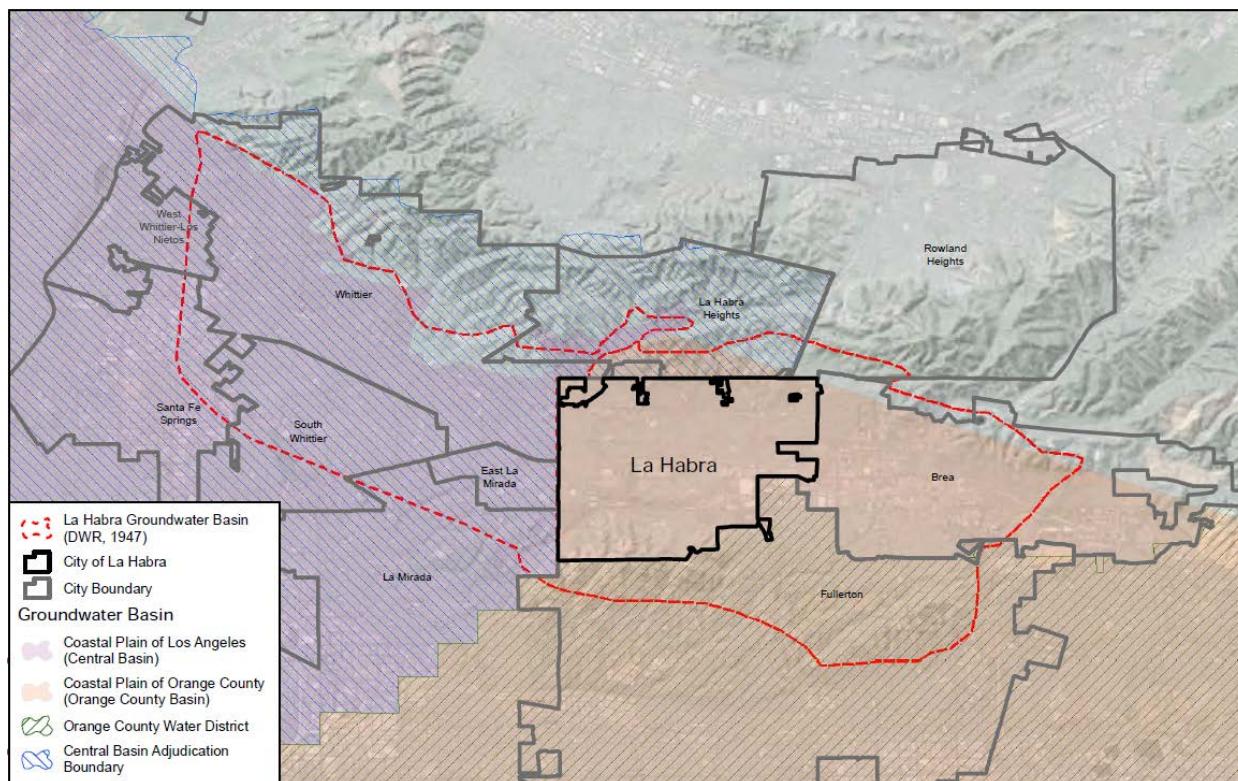 West
Whittier-Los
Nietos
Rowland
Heights
Whittier
La Habra
Heights
Santa Fe
Springs
South
Whittier
East La
Mirada
La Habra
Brea
La Mirada
Fullerton
La Habra Groundwater Basin
(DWR, 1947)
City of La Habra
City Boundary
Groundwater Basin
Coastal Plain of Los Angeles
(Central Basin)
Coastal Plain of Orange County
(Orange County Basin)
Orange County Water District
Central Basin Adjudication
Boundary